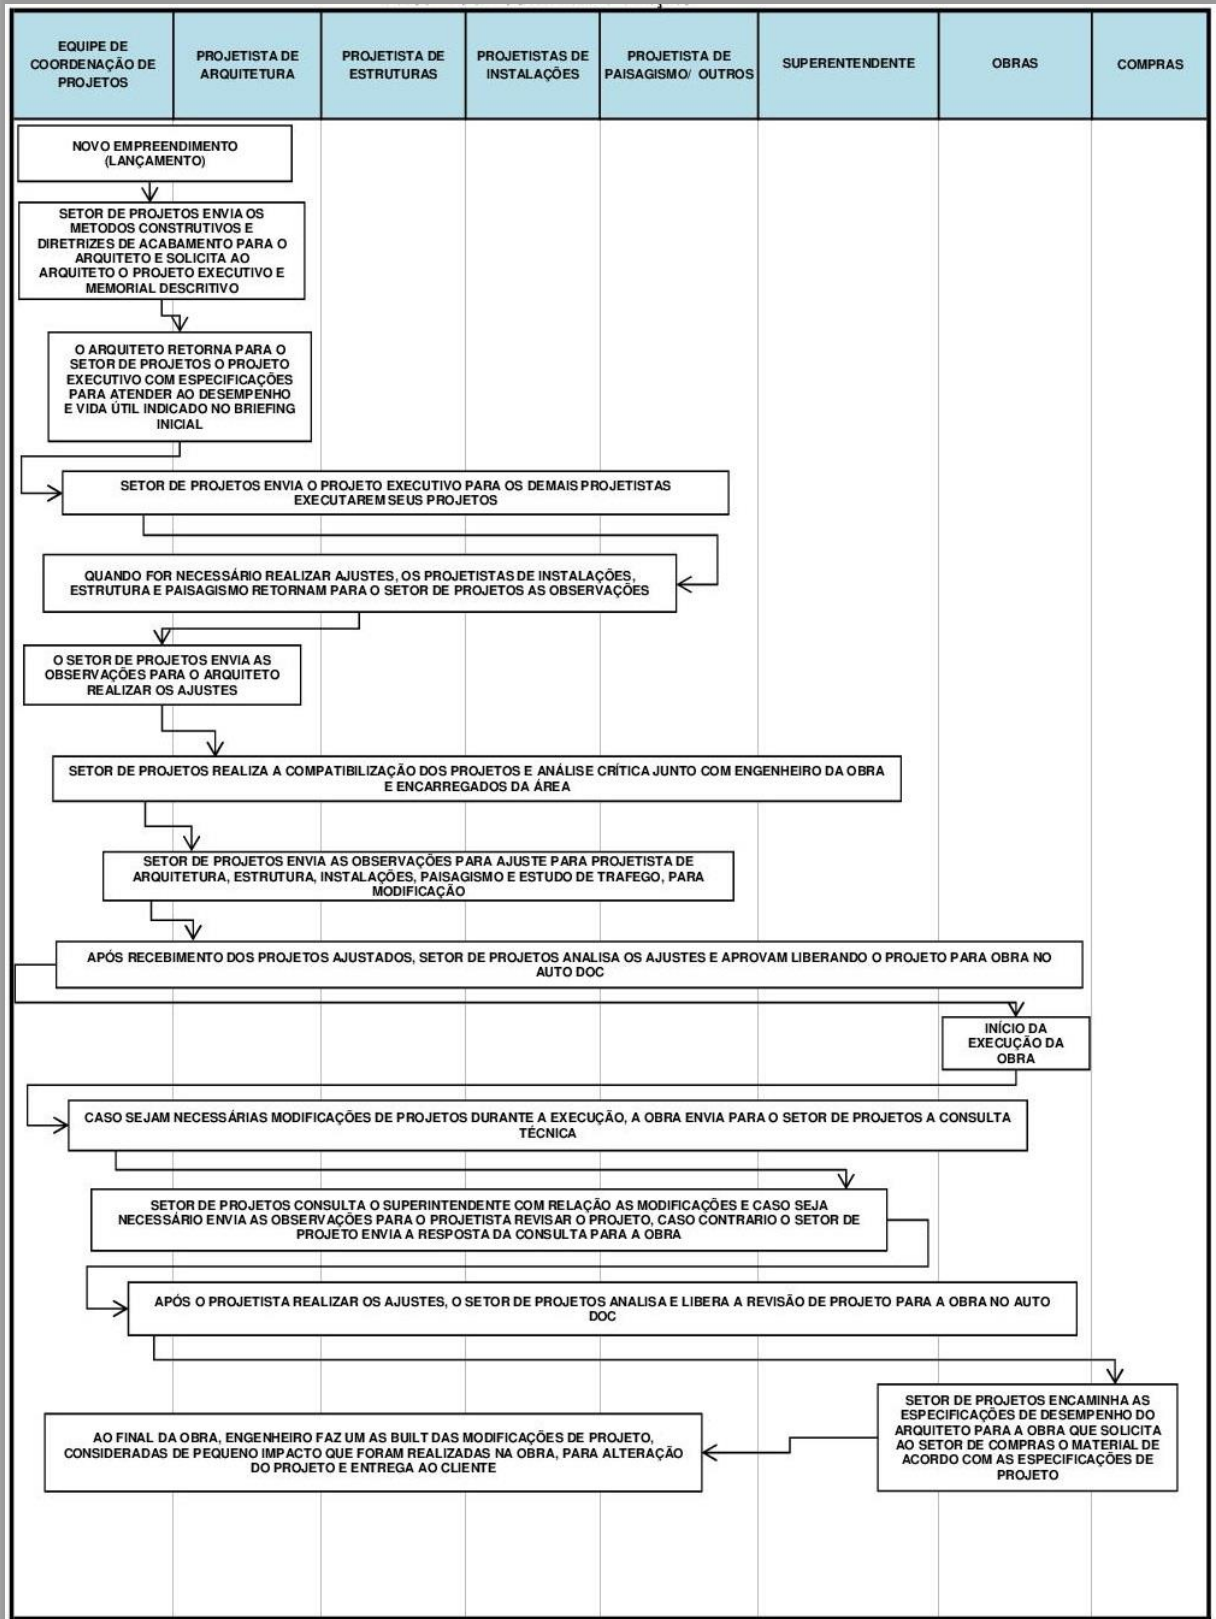 EQUIPE DE
COORDENAÇÃO DE
PROJETOS
PROJETISTA DE
ARQUITETURA
PROJETISTA DE
ESTRUTURAS
PROJETISTAS DE
INSTALAÇÕES
PROJETISTA DE
PAISAGISMO/ OUTROS
SUPERENTENDENTE
OBRAS
COMPRAS
NOVO EMPREENDIMENTO
(LANÇAMENTO)
SETOR DE PROJETOS ENVIA OS
METODOS CONSTRUTIVOS E
DIRETRIZES DE ACABAMENTO PARA O
ARQUITETO E SOLICITA AO
ARQUITETO O PROJETO EXECUTIVO E
MEMORIAL DESCRITIVO
O ARQUITETO RETORNA PARA O
SETOR DE PROJETOS O PROJETO
EXECUTIVO COM ESPECIFICAÇÕES
PARA ATENDER AO DESEMPENHO
E VIDA ÚTIL INDICADO NO BRIEFING
INICIAL
SETOR DE PROJETOS ENVIA O PROJETO EXECUTIVO PARA OS DEMAIS PROJETISTAS
EXECUTAREM SEUS PROJETOS
QUANDO FOR NECESSÁRIO REALIZAR AJUSTES, OS PROJETISTAS DE INSTALAÇÕES,
ESTRUTURA E PAISAGISMO RETORNAM PARA O SETOR DE PROJETOS AS OBSERVAÇÕES
O SETOR DE PROJETOS ENVIA AS
OBSERVAÇÕES PARA O ARQUITETO
REALIZAR OS AJUSTES
SETOR DE PROJETOS REALIZA A COMPATIBILIZAÇÃO DOS PROJETOS E ANÁLISE CRÍTICA JUNTO COM ENGENHEIRO DA OBRA
E ENCARREGADOS DA ÁREA
SETOR DE PROJETOS ENVIA AS OBSERVAÇÕES PARA AJUSTE PARA PROJETISTA DE
ARQUITETURA, ESTRUTURA, INSTALAÇÕES, PAISAGISMO E ESTUDO DE TRAFEGO, PARA
MODIFICAÇÃO
APÓS RECEBIMENTO DOS PROJETOS AJUSTADOS, SETOR DE PROJETOS ANALISA OS AJUSTES E APROVAM LIBERANDO O PROJETO PARA OBRA NO
AUTO DOC
INÍCIO DA
EXECUÇÃO DA
OBRA
CASO SEJAM NECESSÁRIAS MODIFICAÇÕES DE PROJETOS DURANTE A EXECUÇÃO, A OBRA ENVIA PARA O SETOR DE PROJETOS A CONSULTA
TÉCNICA
SETOR DE PROJETOS CONSULTA O SUPERINTENDENTE COM RELAÇÃO AS MODIFICAÇÕES E CASO SEJA
NECESSÁRIO ENVIA AS OBSERVAÇÕES PARA O PROJETISTA REVISAR O PROJETO, CASO CONTRARIO O SETOR DE
PROJETO ENVIA A RESPOSTA DA CONSULTA PARA A OBRA
APÓS O PROJETISTA REALIZAR OS AJUSTES, O SETOR DE PROJETOS ANALISA E LIBERA A REVISÃO DE PROJETO PARA A OBRA NO AUTO
DOC
SETOR DE PROJETOS ENCAMINHA AS
ESPECIFICAÇÕES DE DESEMPENHO DO
ARQUITETO PARA A OBRA QUE SOLICITA
AO SETOR DE COMPRAS O MATERIAL DE
ACORDO COM AS ESPECIFICAÇÕES DE
PROJETO
AO FINAL DA OBRA, ENGENHEIRO FAZ UM AS BUILT DAS MODIFICAÇÕES DE PROJETO,
CONSIDERADAS DE PEQUENO IMPACTO QUE FORAM REALIZADAS NA OBRA, PARA ALTERAÇÃO
DO PROJETO E ENTREGA AO CLIENTE